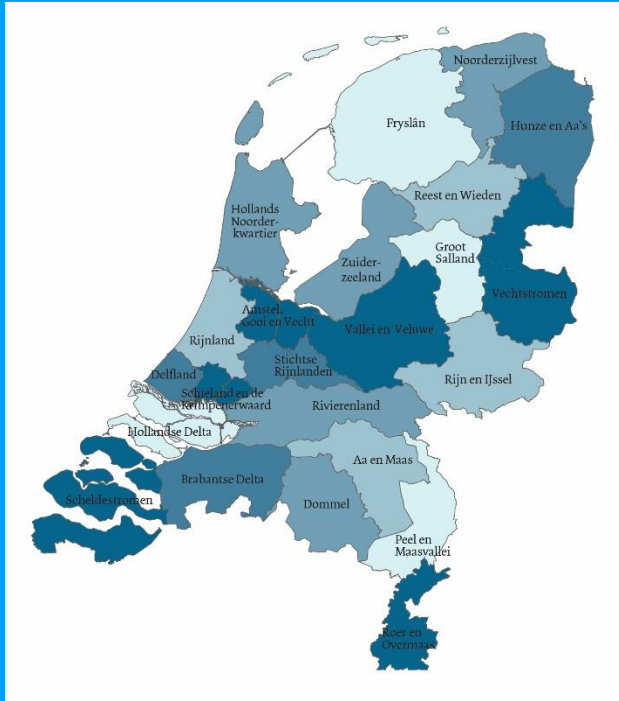 Noorderzijlvest
Fryslân
Hunze en Aa's
Reest en Wieden
Hollands
Noorder-
kwartier
Groot
Salland
Zuider-
zeeland
Vechtstromen
Amstel,
Gooi en Vecht
Vallei en Veluwe
Rijnland
Stichtse
Rijnlanden
Delfland
Rijn en IJssel
Schieland en de
Krimpenerwaard
Rivierenland
Hollandse Delta
Aa en Maas
Brabantse Delta
Scheldestromen
Dommel
Peel en
Maasvallei
Roer en
Overmaas